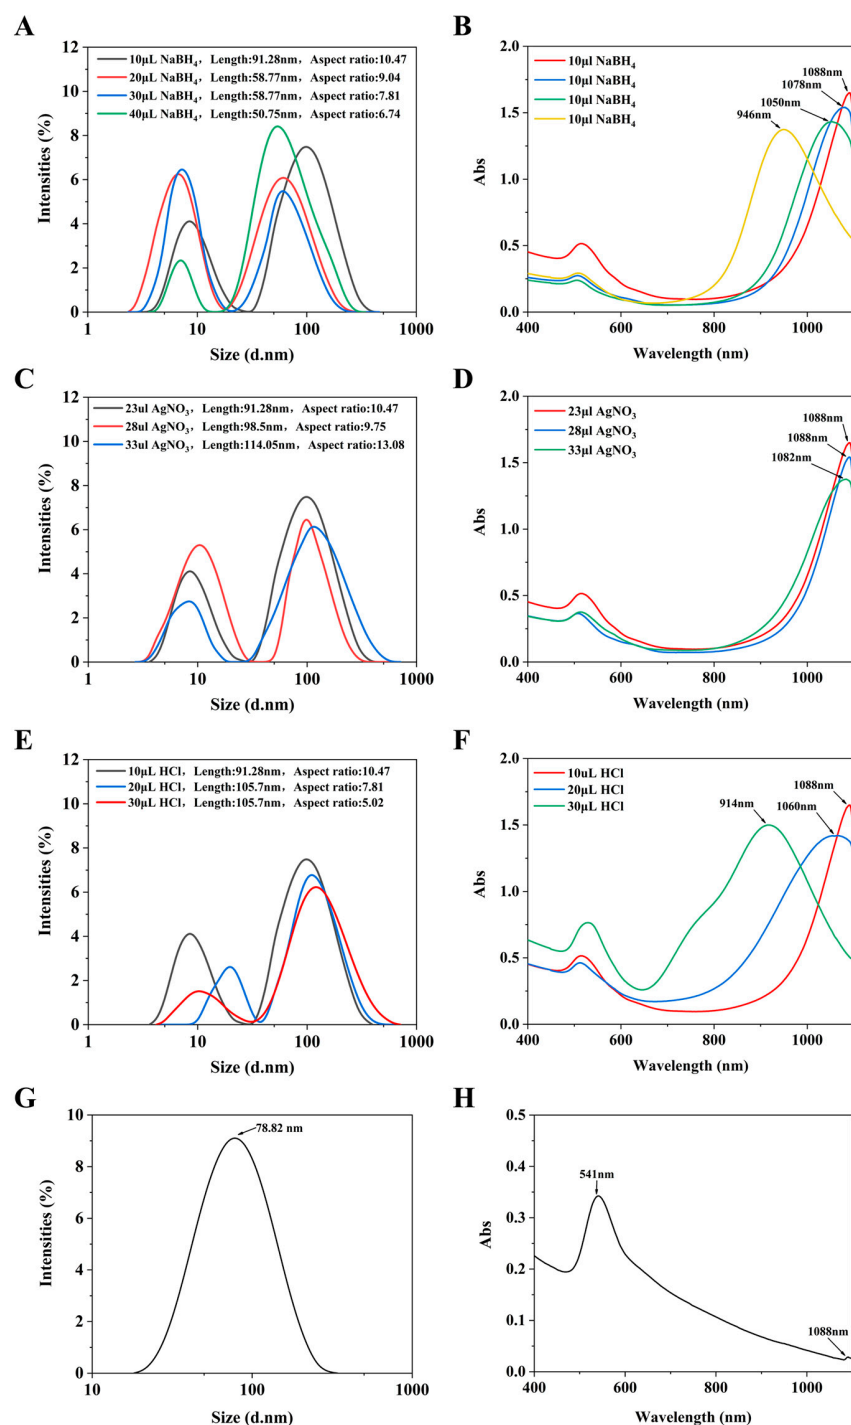 A
12
10
8
6
4
2
0
Intensities (%)
10μL NaBH₄, Length:91.28nm, Aspect ratio:10.47
20μL NaBH₄, Length:58.77nm, Aspect ratio:9.04
30μL NaBH₄, Length:58.77nm, Aspect ratio:7.81
40μL NaBH₄, Length:50.75nm, Aspect ratio:6.74
1 10 100 1000
Size (d.nm)
B
2.0
1.5
1.0
0.5
0.0
Abs
10μl NaBH₄
10μl NaBH₄
10μl NaBH₄
10μl NaBH₄
1088nm
1078nm
1050nm
946nm
400 600 800 1000
Wavelength (nm)
C
12
10
8
6
4
2
0
Intensities (%)
23ul AgNO₃, Length:91.28nm, Aspect ratio:10.47
28ul AgNO₃, Length:98.5nm, Aspect ratio:9.75
33ul AgNO₃, Length:114.05nm, Aspect ratio:13.08
1 10 100 1000
Size (d.nm)
D
2.0
1.5
1.0
0.5
0.0
Abs
23μl AgNO₃
28μl AgNO₃
33μl AgNO₃
1088nm
1088nm
1082nm
400 600 800 1000
Wavelength (nm)
E
12
10
8
6
4
2
0
Intensities (%)
10μL HCl, Length:91.28nm, Aspect ratio:10.47
20μL HCl, Length:105.7nm, Aspect ratio:7.81
30μL HCl, Length:105.7nm, Aspect ratio:5.02
1 10 100 1000
Size (d.nm)
F
2.0
1.5
1.0
0.5
0.0
Abs
10uL HCl
20μL HCl
30μL HCl
1088nm
914nm
1060nm
400 600 800 1000
Wavelength (nm)
G
10
8
6
4
2
0
Intensities (%)
78.82 nm
10 100 1000
Size (d.nm)
H
0.5
0.4
0.3
0.2
0.1
0.0
Abs
541nm
1088nm
400 600 800 1000
Wavelength (nm)